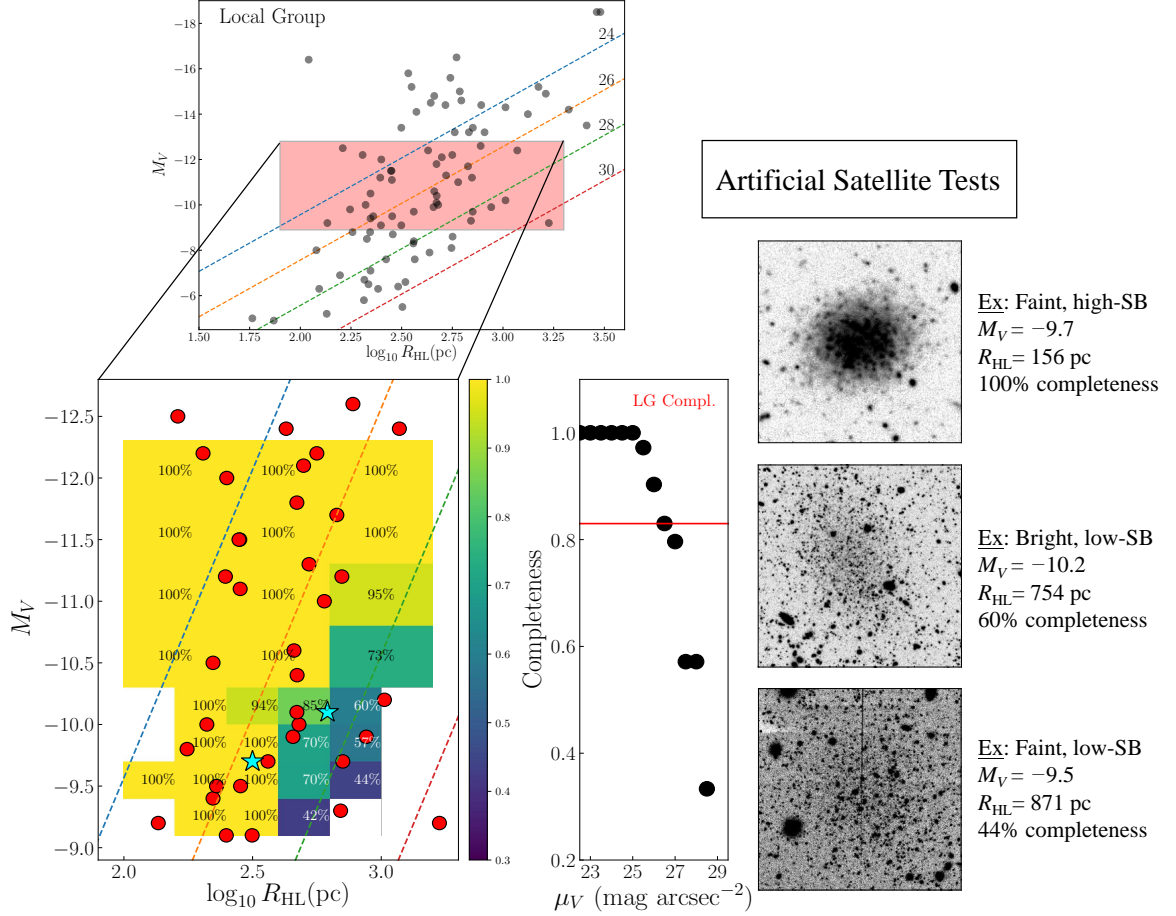 Local Group
24
26
28
30
−18
−16
−14
−12
−10
−8
−6
M_V
1.50
1.75
2.00
2.25
2.50
2.75
3.00
3.25
3.50
log₁₀ R_HL(pc)
−12.5
−12.0
−11.5
−11.0
−10.5
−10.0
−9.5
−9.0
M_V
100% 100% 100%
100% 100% 100%
100% 100% 95%
100% 100% 73%
100% 94% 85% 60%
100% 100% 70% 57%
100% 100% 100% 70% 44%
100% 100% 42%
2.0 2.5 3.0
log₁₀ R_HL(pc)
1.0
0.9
0.8
0.7
0.6
0.5
0.4
0.3
LG Compl.
1.0
0.8
0.6
0.4
0.2
Completeness
23 25 27 29
μ_V (mag arcsec⁻²)
Artificial Satellite Tests
Ex: Faint, high-SB
M_V = −9.7
R_HL = 156 pc
100% completeness
Ex: Bright, low-SB
M_V = −10.2
R_HL = 754 pc
60% completeness
Ex: Faint, low-SB
M_V = −9.5
R_HL = 871 pc
44% completeness